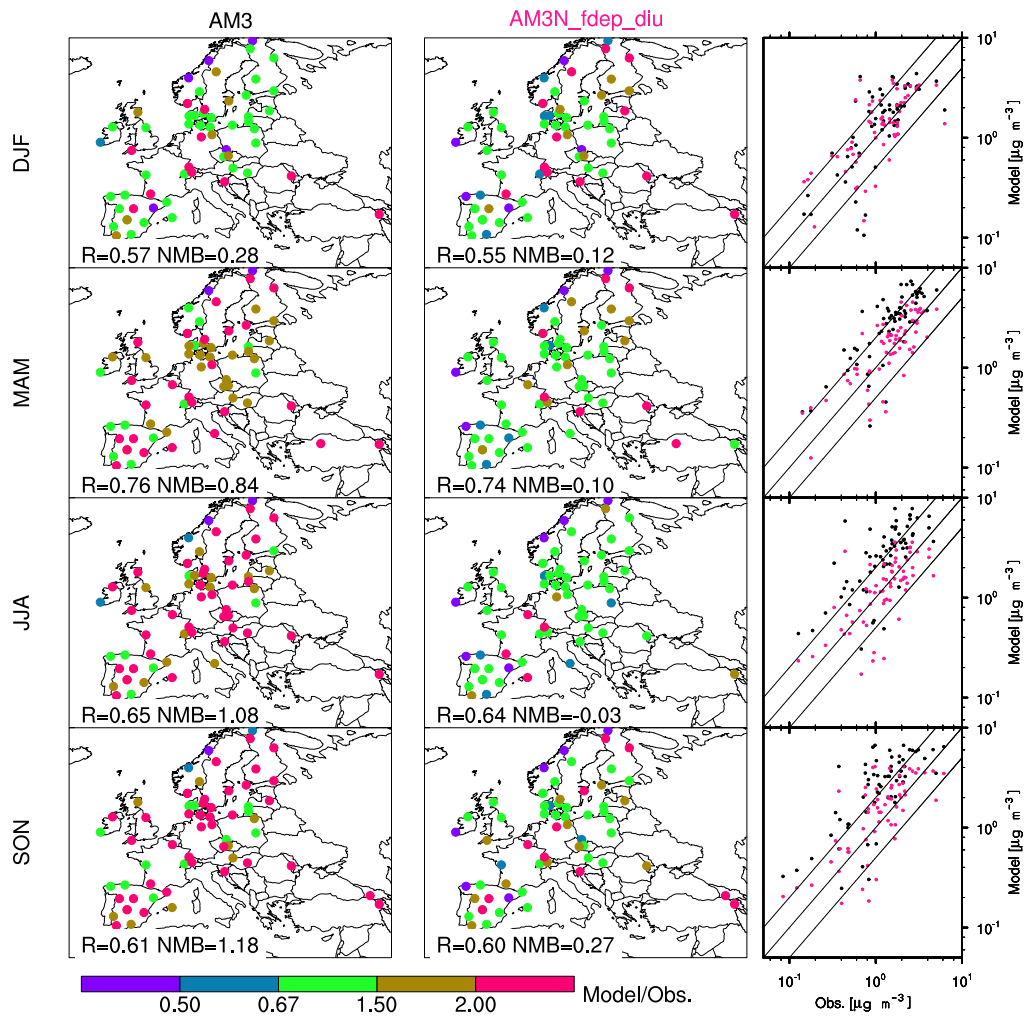 AM3 AM3N_fdep_diu
10¹
DJF
10⁰
Model [µg m⁻³]
10⁻¹
R=0.57 NMB=0.28 R=0.55 NMB=0.12
10¹
MAM
10⁰
Model [µg m⁻³]
10⁻¹
R=0.76 NMB=0.84 R=0.74 NMB=0.10
10¹
JJA
10⁰
Model [µg m⁻³]
10⁻¹
R=0.65 NMB=1.08 R=0.64 NMB=-0.03
10¹
SON
10⁰
Model [µg m⁻³]
10⁻¹
R=0.61 NMB=1.18 R=0.60 NMB=0.27
10⁻¹ 10⁰ 10¹
Obs. [µg m⁻³]
Model/Obs.
0.50 0.67 1.50 2.00